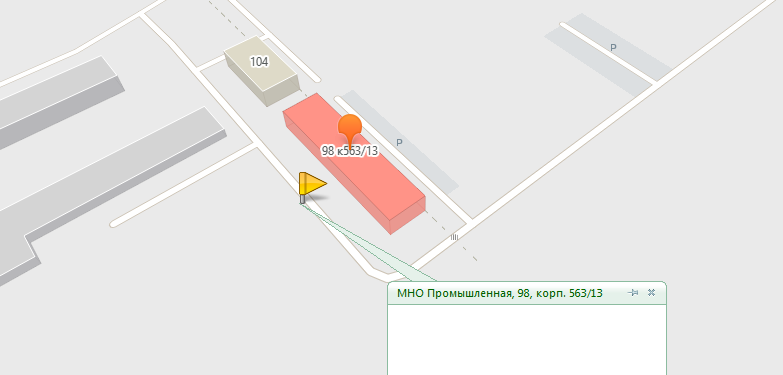 P
104
P
98 к563/13
МНО Промышленная, 98, корп. 563/13